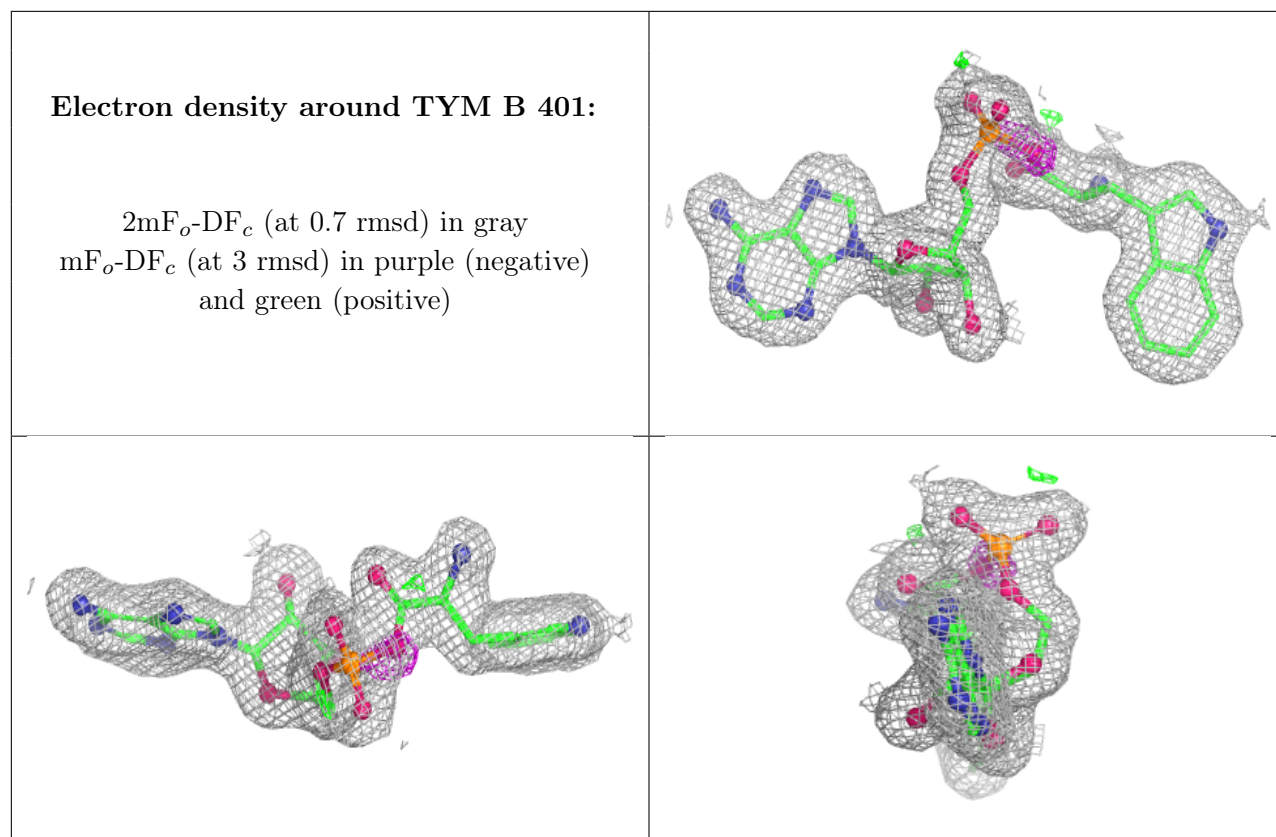 Electron density around TYM B 401:
2mFo-DFc (at 0.7 rmsd) in gray
mFo-DFc (at 3 rmsd) in purple (negative)
and green (positive)